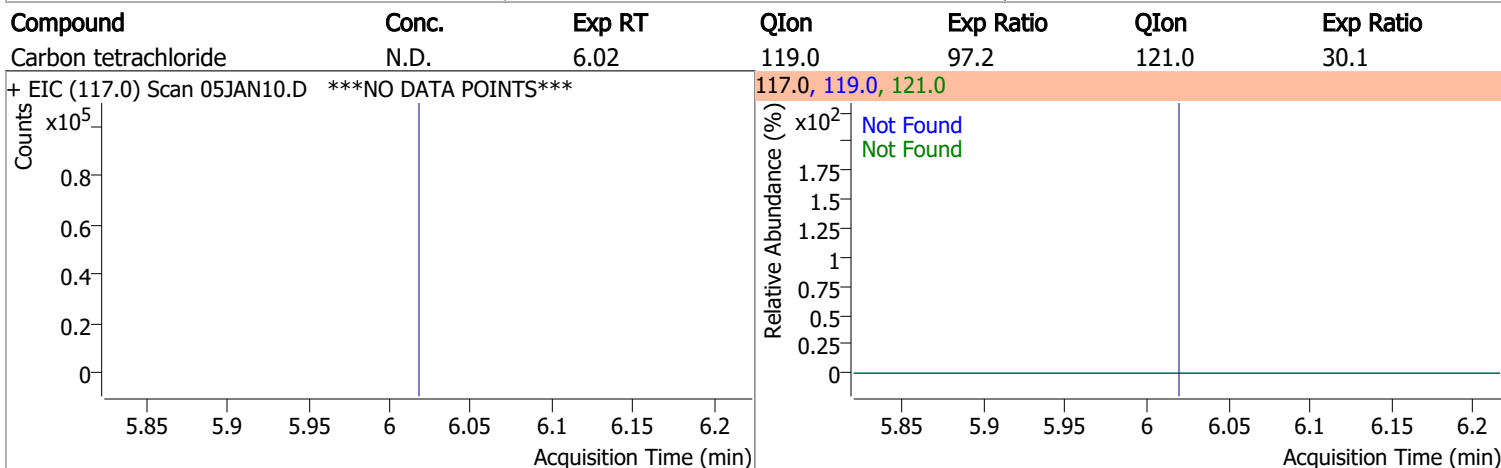 Compound Conc. Exp RT QIon Exp Ratio QIon Exp Ratio
Carbon tetrachloride N.D. 6.02 119.0 97.2 121.0 30.1
+ EIC (117.0) Scan 05JAN10.D ***NO DATA POINTS***
Counts
x10⁵
0.8
0.6
0.4
0.2
0
5.85 5.9 5.95 6 6.05 6.1 6.15 6.2
Acquisition Time (min)
117.0, 119.0, 121.0
Relative Abundance (%)
x10²
Not Found
Not Found
1.75
1.5
1.25
1
0.75
0.5
0.25
0
5.85 5.9 5.95 6 6.05 6.1 6.15 6.2
Acquisition Time (min)